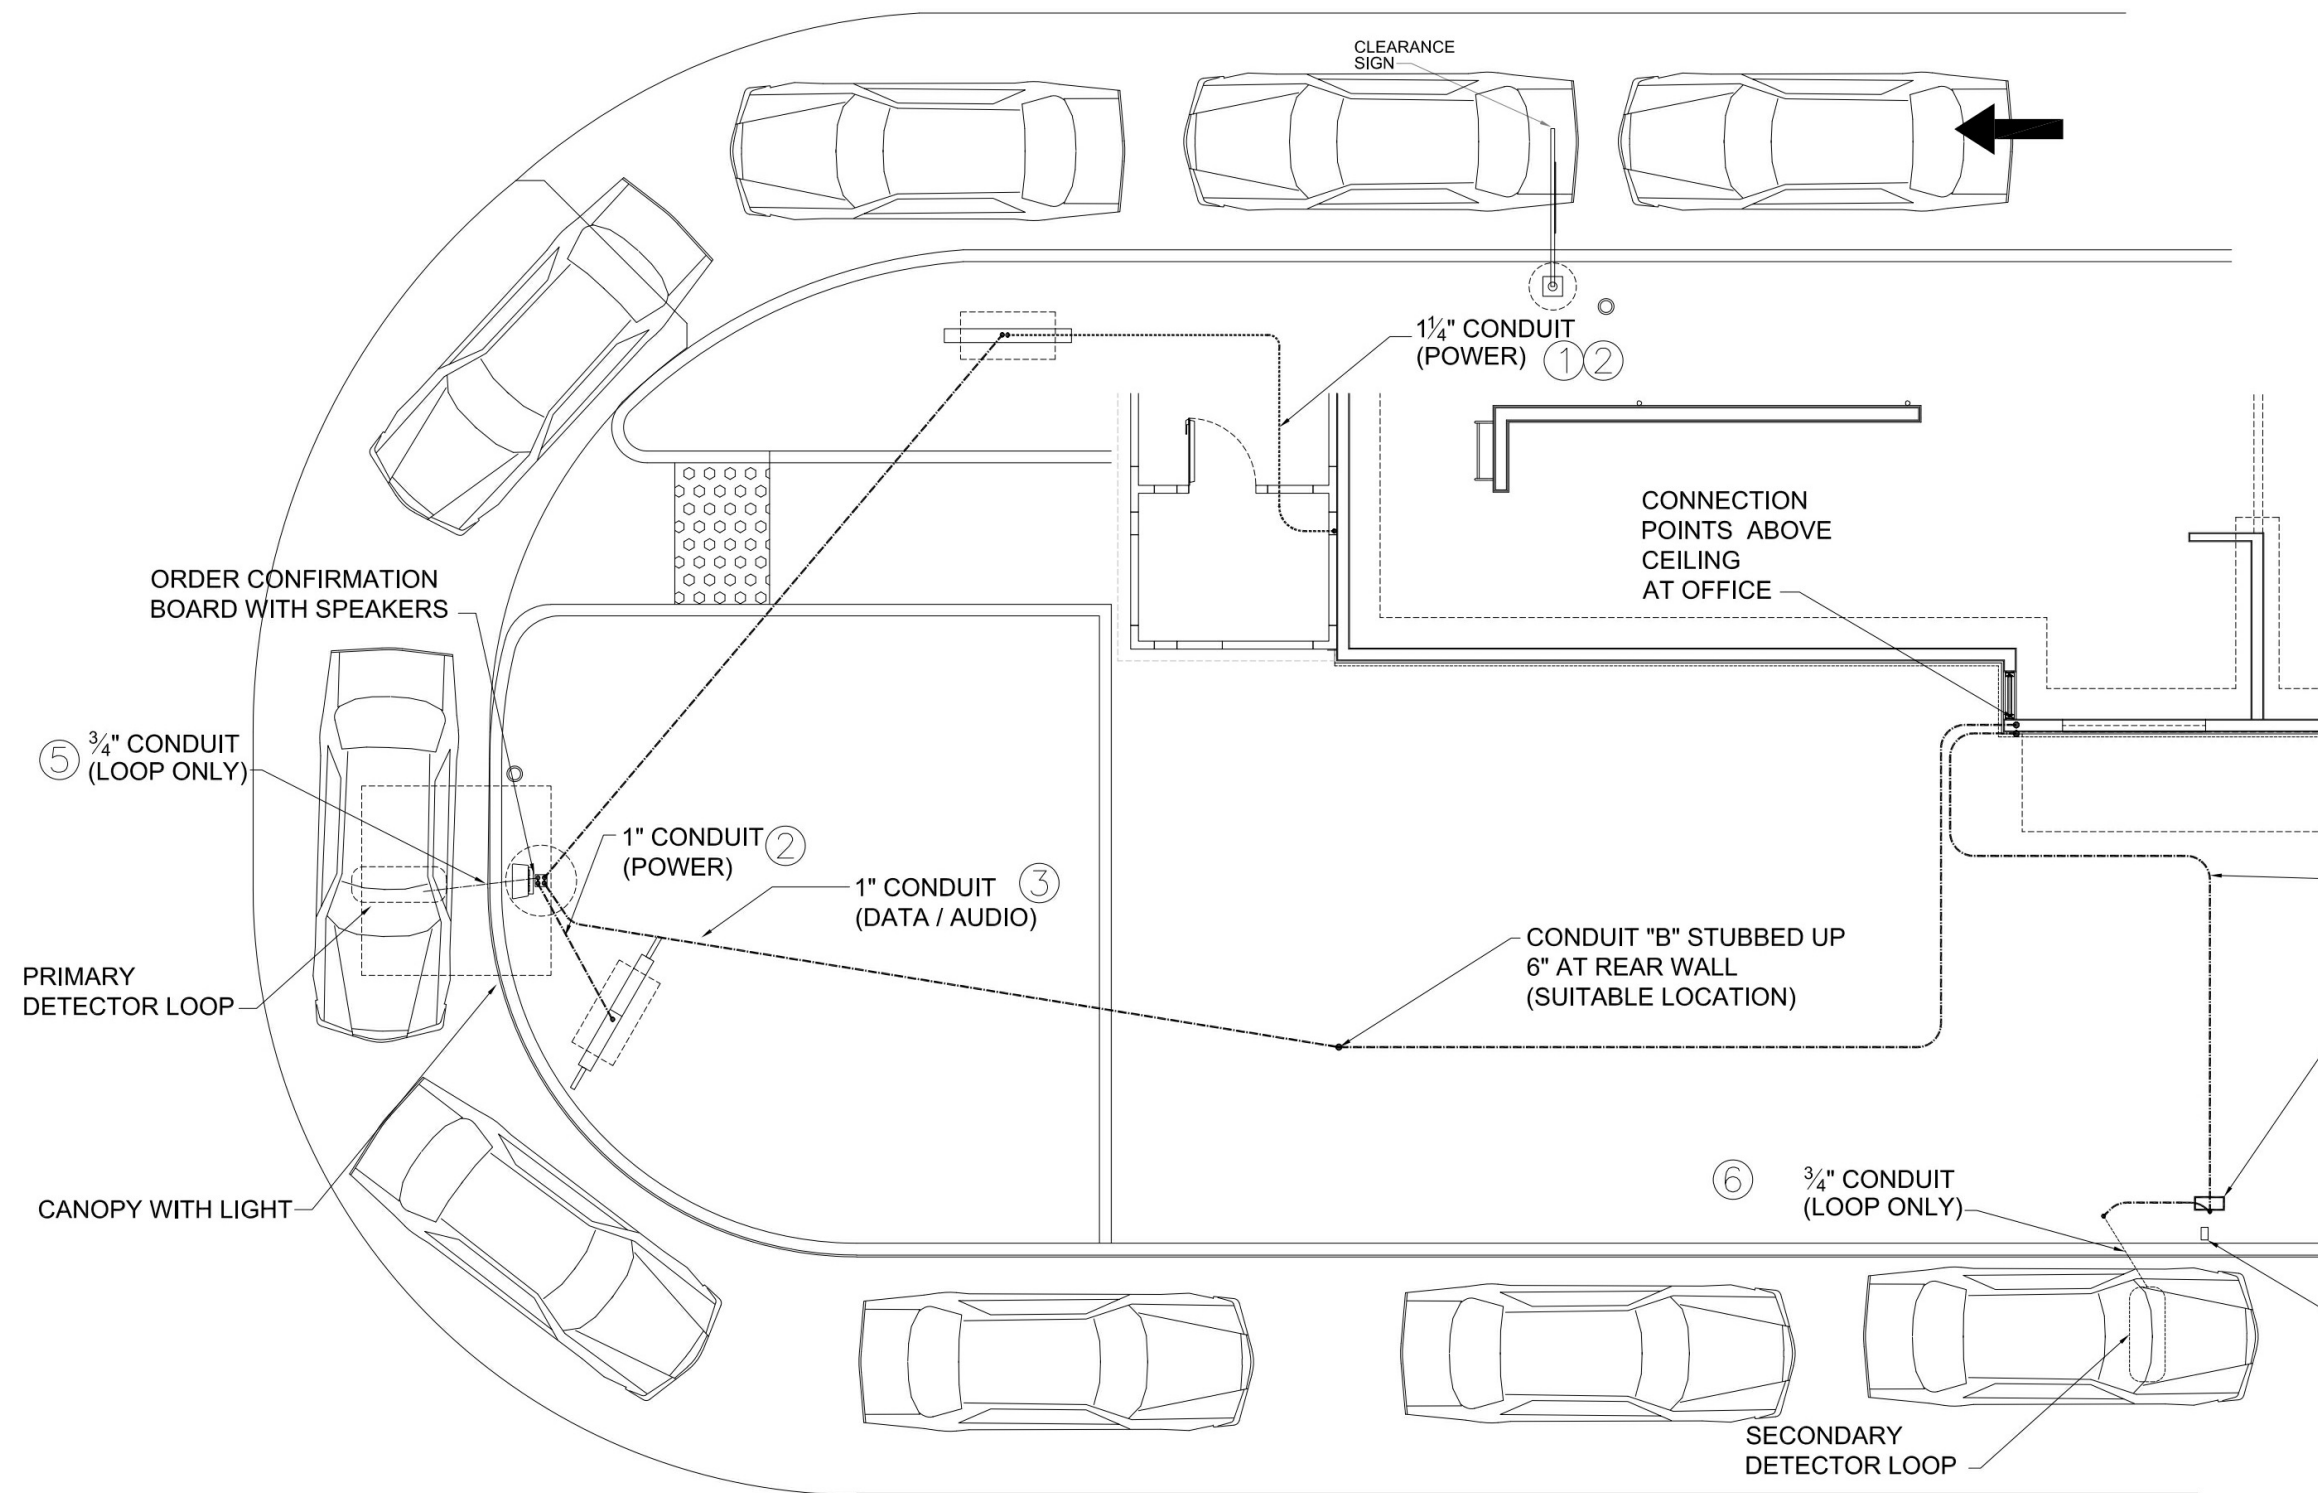 CLEARANCE
SIGN
1¼" CONDUIT
(POWER) 1 2
CONNECTION
POINTS ABOVE
CEILING
AT OFFICE
ORDER CONFIRMATION
BOARD WITH SPEAKERS
5 ¾" CONDUIT
(LOOP ONLY)
1" CONDUIT 2
(POWER)
1" CONDUIT 3
(DATA / AUDIO)
CONDUIT "B" STUBBED UP
6" AT REAR WALL
(SUITABLE LOCATION)
PRIMARY
DETECTOR LOOP
6 ¾" CONDUIT
(LOOP ONLY)
CANOPY WITH LIGHT
SECONDARY
DETECTOR LOOP